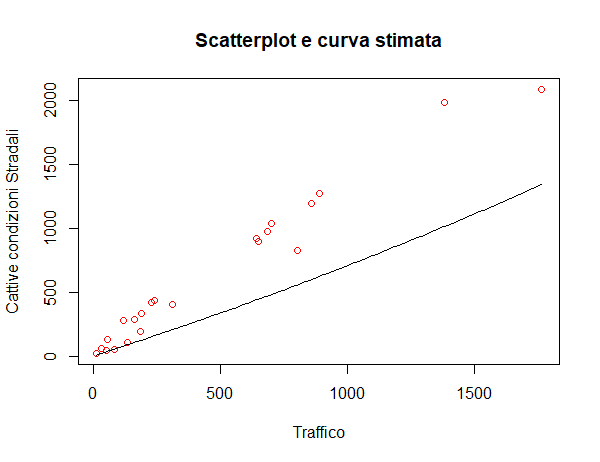 Scatterplot e curva stimata
Cattive condizioni Stradali
2000
1500
1000
500
0
0 500 1000 1500
Traffico